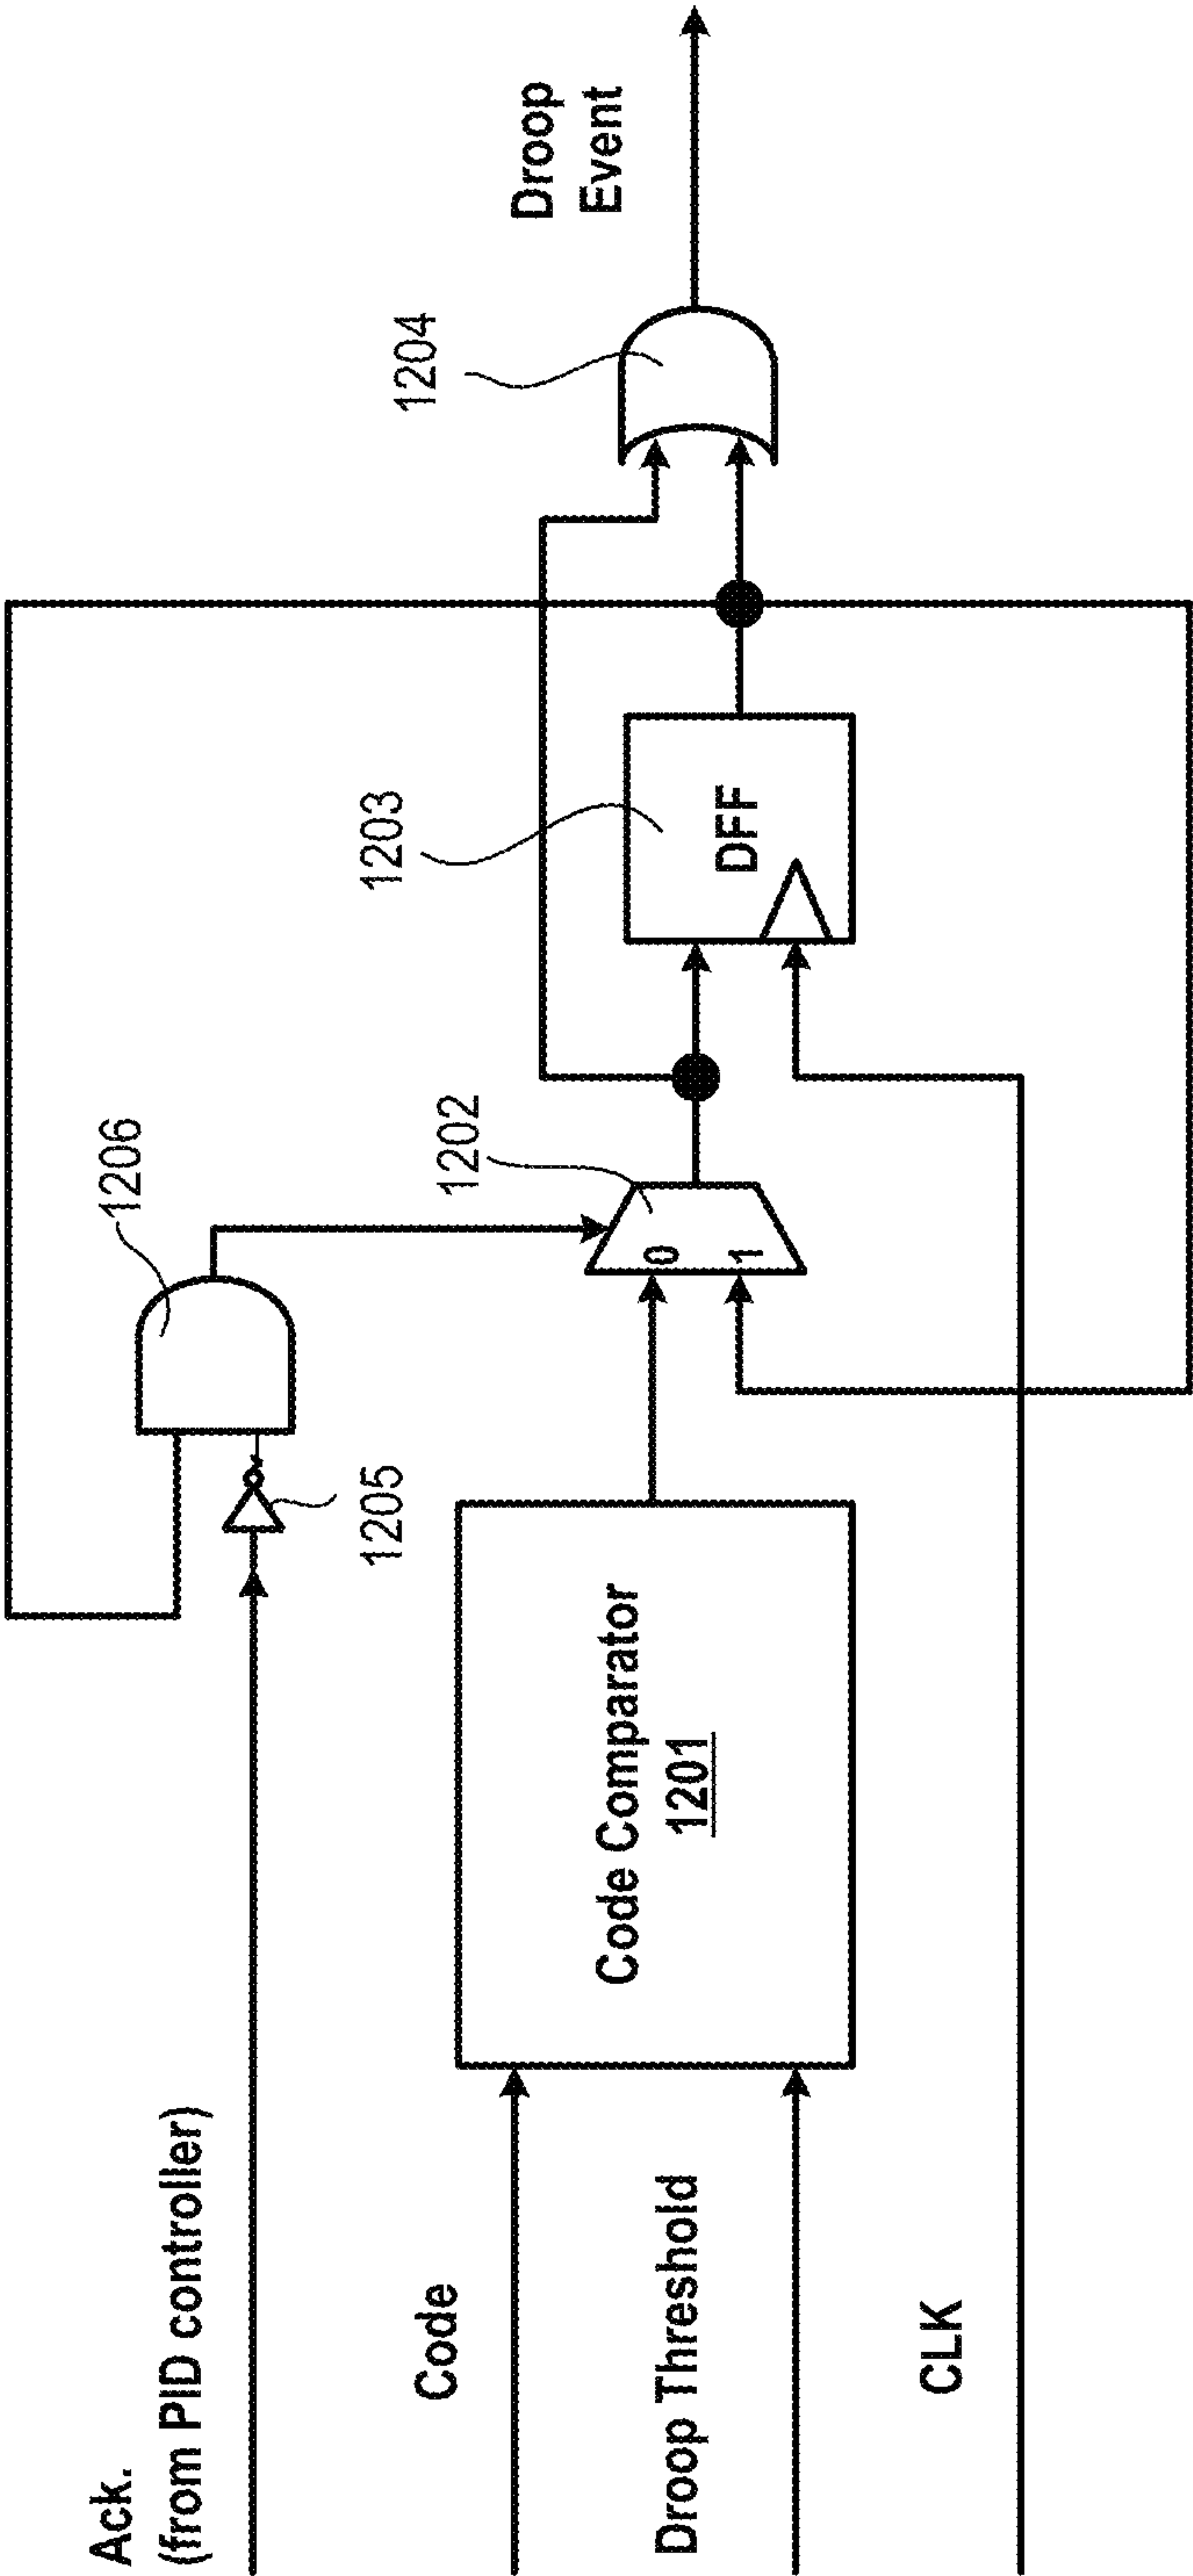 Ack.
(from PID controller)
Code
Droop Threshold
CLK
Code Comparator
1201
1205
1206
1202
0
1
1203
DFF
1204
Droop
Event